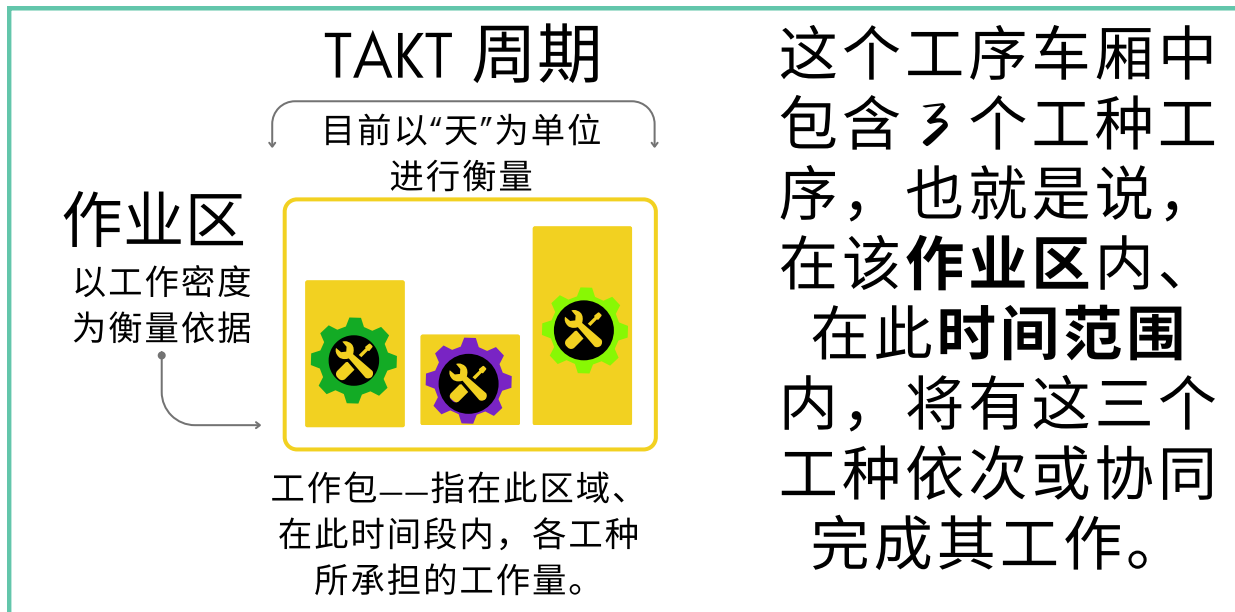 TAKT 周期
目前以“天”为单位
进行衡量
作业区
以工作密度
为衡量依据
工作包——指在此区域、
在此时间段内，各工种
所承担的工作量。
这个工序车厢中
包含 3 个工种工
序，也就是说，
在该作业区内、
在此时间范围
内，将有这三个
工种依次或协同
完成其工作。